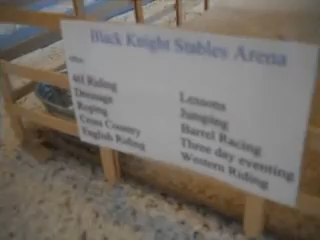 Black Knight Stables Arena
4H Riding
Dressage
Roping
Cross Country
English Riding
Lessons
Jumping
Barrel Racing
Three day eventing
Western Riding